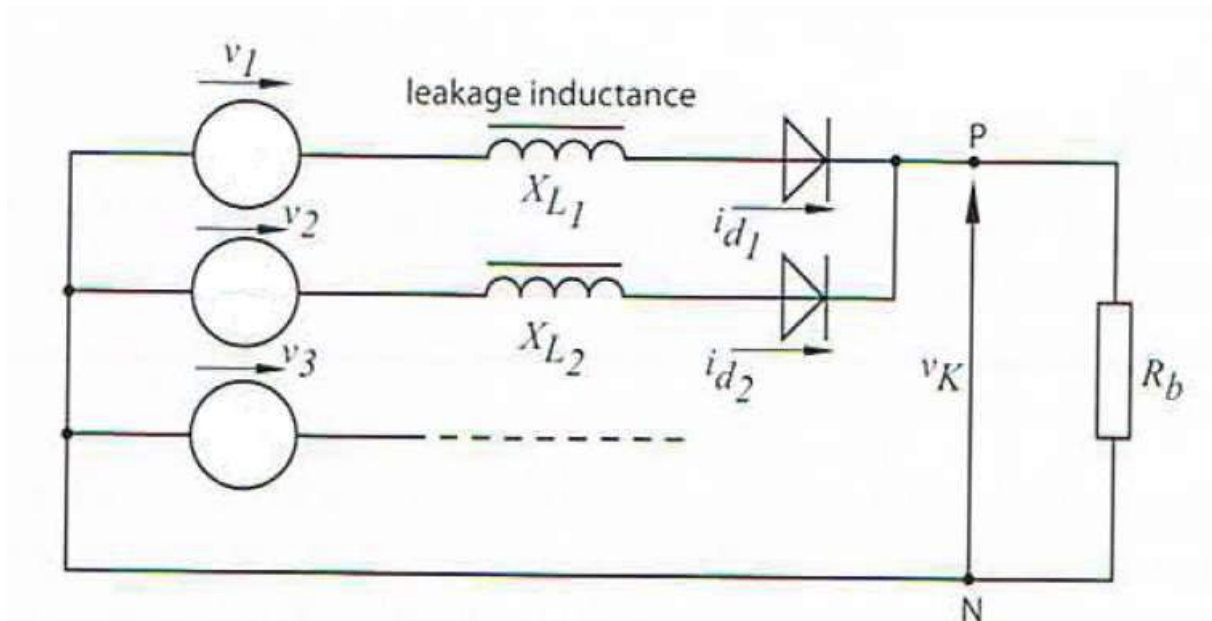 v1
leakage inductance
P
XL1
id1
v2
XL2
id2
vK
Rb
v3
N